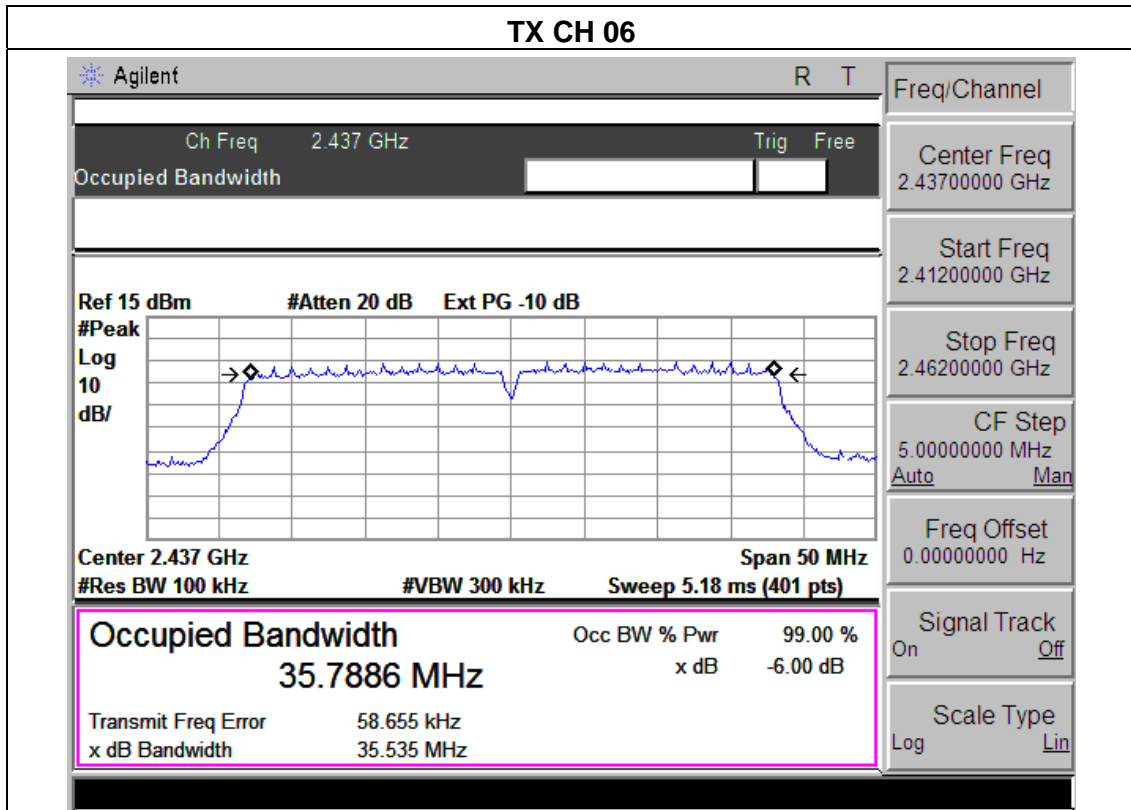 TX CH 06
Agilent R T
Ch Freq 2.437 GHz Trig Free
Occupied Bandwidth
Ref 15 dBm #Atten 20 dB Ext PG -10 dB
#Peak
Log
10
dB/
Center 2.437 GHz Span 50 MHz
#Res BW 100 kHz #VBW 300 kHz Sweep 5.18 ms (401 pts)
Occupied Bandwidth Occ BW % Pwr 99.00 %
35.7886 MHz x dB -6.00 dB
Transmit Freq Error 58.655 kHz
x dB Bandwidth 35.535 MHz
Freq/Channel
Center Freq
2.43700000 GHz
Start Freq
2.41200000 GHz
Stop Freq
2.46200000 GHz
CF Step
5.00000000 MHz
Auto Man
Freq Offset
0.00000000 Hz
Signal Track
On Off
Scale Type
Log Lin